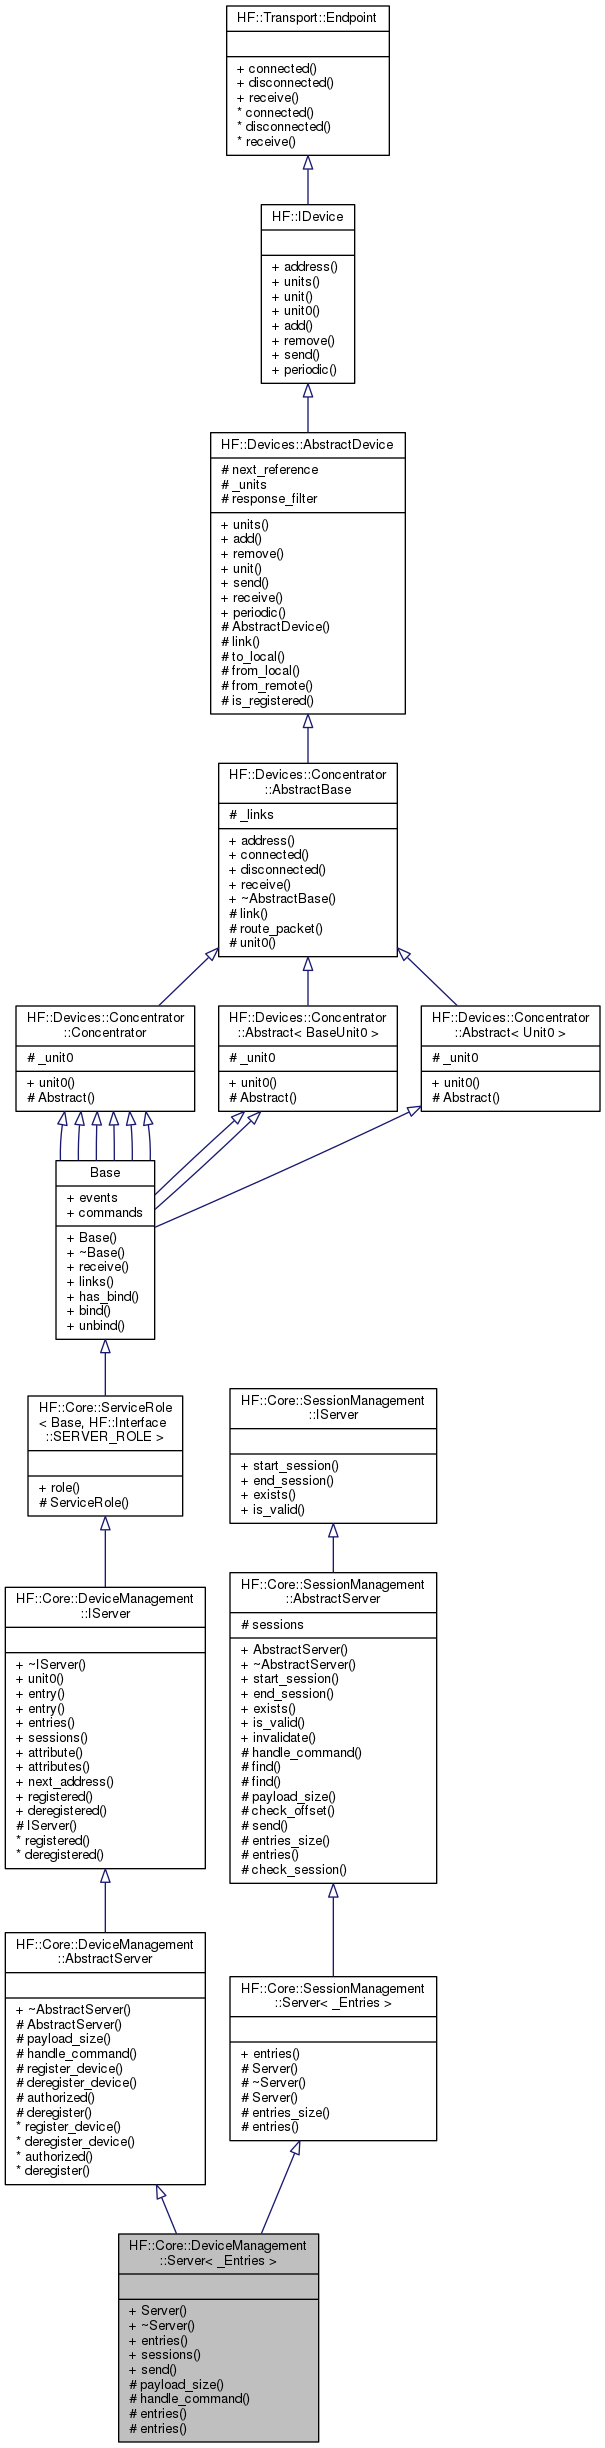 HF::Transport::Endpoint
+ connected()
+ disconnected()
+ receive()
* connected()
* disconnected()
* receive()
HF::IDevice
+ address()
+ units()
+ unit()
+ unit0()
+ add()
+ remove()
+ send()
+ periodic()
HF::Devices::AbstractDevice
# next_reference
# _units
# response_filter
+ units()
+ add()
+ remove()
+ unit()
+ send()
+ receive()
+ periodic()
# AbstractDevice()
# link()
# to_local()
# from_local()
# from_remote()
# is_registered()
HF::Devices::Concentrator
::AbstractBase
# _links
+ address()
+ connected()
+ disconnected()
+ receive()
+ ~AbstractBase()
# link()
# route_packet()
# unit0()
HF::Devices::Concentrator
::Concentrator
# _unit0
+ unit0()
# Abstract()
HF::Devices::Concentrator
::Abstract< BaseUnit0 >
# _unit0
+ unit0()
# Abstract()
HF::Devices::Concentrator
::Abstract< Unit0 >
# _unit0
+ unit0()
# Abstract()
Base
+ events
+ commands
+ Base()
+ ~Base()
+ receive()
+ links()
+ has_bind()
+ bind()
+ unbind()
HF::Core::ServiceRole
< Base, HF::Interface
::SERVER_ROLE >
+ role()
# ServiceRole()
HF::Core::SessionManagement
::IServer
+ start_session()
+ end_session()
+ exists()
+ is_valid()
HF::Core::DeviceManagement
::IServer
+ ~IServer()
+ unit0()
+ entry()
+ entry()
+ entries()
+ sessions()
+ attribute()
+ attributes()
+ next_address()
+ registered()
+ deregistered()
# IServer()
* registered()
* deregistered()
HF::Core::SessionManagement
::AbstractServer
# sessions
+ AbstractServer()
+ ~AbstractServer()
+ start_session()
+ end_session()
+ exists()
+ is_valid()
+ invalidate()
# handle_command()
# find()
# find()
# payload_size()
# check_offset()
# send()
# entries_size()
# entries()
# check_session()
HF::Core::DeviceManagement
::AbstractServer
+ ~AbstractServer()
# AbstractServer()
# payload_size()
# handle_command()
# register_device()
# deregister_device()
# authorized()
# deregister()
* register_device()
* deregister_device()
* authorized()
* deregister()
HF::Core::SessionManagement
::Server< _Entries >
+ entries()
# Server()
# ~Server()
# Server()
# entries_size()
# entries()
HF::Core::DeviceManagement
::Server< _Entries >
+ Server()
+ ~Server()
+ entries()
+ sessions()
+ send()
# payload_size()
# handle_command()
# entries()
# entries()